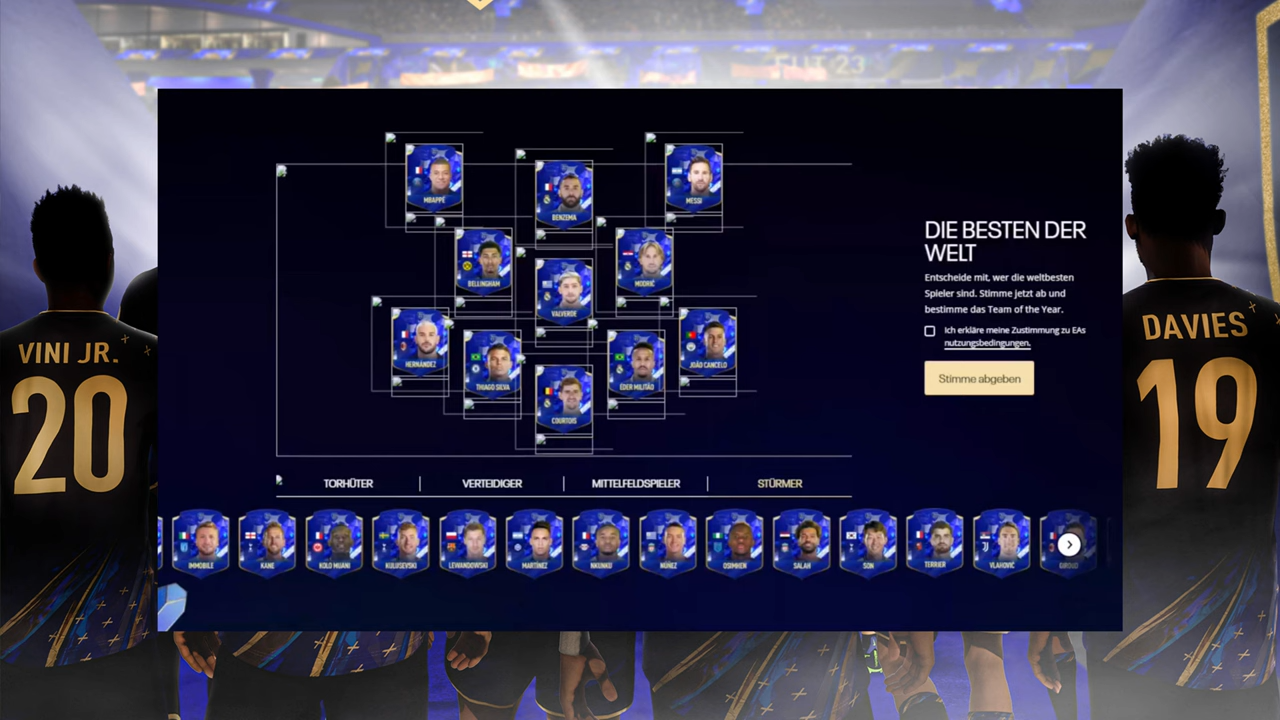 FUT 23
VINI JR.
20
DAVIES
19
MBAPPÉ
BENZEMA
MESSI
BELLINGHAM
MODRIĆ
VALVERDE
HERNÁNDEZ
THIAGO SILVA
ÉDER MILITÃO
JOÃO CANCELO
COURTOIS
DIE BESTEN DER
WELT
Entscheide mit, wer die weltbesten
Spieler sind. Stimme jetzt ab und
bestimme das Team of the Year.
Ich erkläre meine Zustimmung zu EAs
nutzungsbedingungen.
Stimme abgeben
TORHÜTER
VERTEIDIGER
MITTELFELDSPIELER
STÜRMER
IMMOBILE
KANE
KOLO MUANI
KULUSEVSKI
LEWANDOWSKI
MARTÍNEZ
NKUNKU
NÚÑEZ
OSIMHEN
SALAH
SON
TERRIER
VLAHOVIĆ
GIROUD